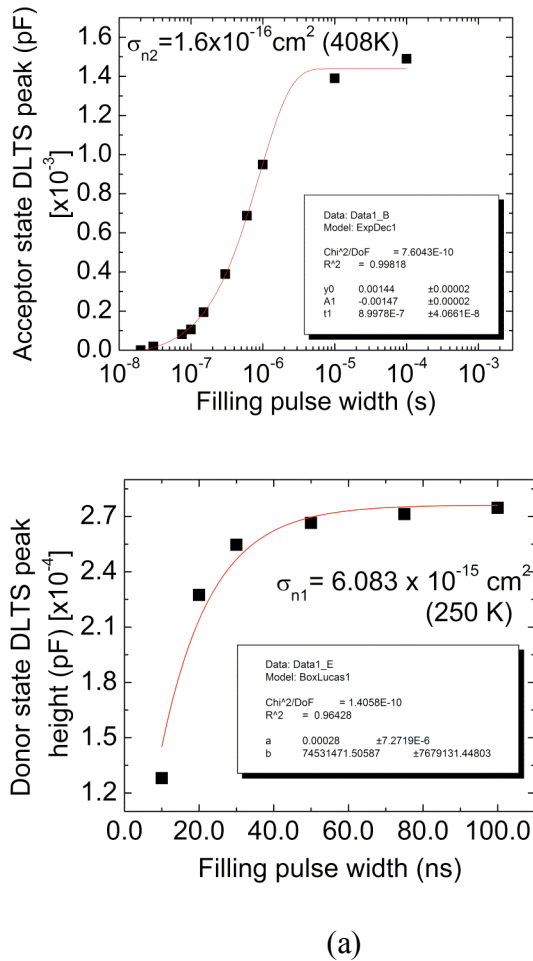 σn2=1.6x10-16cm2 (408K)
Acceptor state DLTS peak (pF)
[x10-3]
1.6
1.4
1.2
1.0
0.8
0.6
0.4
0.2
0.0
Data: Data1_B
Model: ExpDec1
Chi^2/DoF = 7.6043E-10
R^2 = 0.99818
y0 0.00144 ±0.00002
A1 -0.00147 ±0.00002
t1 8.9978E-7 ±4.0661E-8
10-8 10-7 10-6 10-5 10-4 10-3
Filling pulse width (s)
Donor state DLTS peak
height (pF) [x10-4]
2.7
2.4
2.1
1.8
1.5
1.2
σn1= 6.083 x 10-15 cm2
(250 K)
Data: Data1_E
Model: BoxLucas1
Chi^2/DoF = 1.4058E-10
R^2 = 0.96428
a 0.00028 ±7.2719E-6
b 74531471.50587 ±7679131.44803
0.0 20.0 40.0 60.0 80.0 100.0
Filling pulse width (ns)
(a)